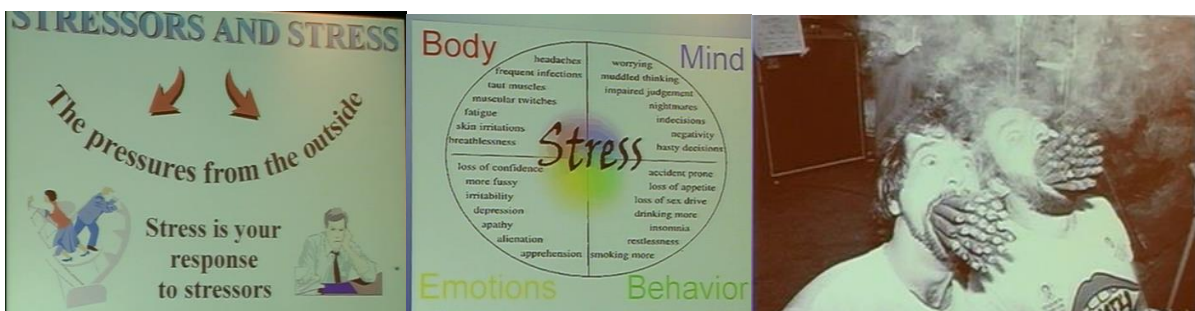 STRESSORS AND STRESS
The pressures from the outside
Stress is your
response
to stressors
Body
Mind
headaches
frequent infections
taut muscles
muscular twitches
fatigue
skin irritations
breathlessness
worrying
muddled thinking
impaired judgement
nightmares
indecisions
negativity
hasty decisions
Stress
loss of confidence
more fussy
irritability
depression
apathy
alienation
apprehension
accident prone
loss of appetite
loss of sex drive
drinking more
insomnia
restlessness
smoking more
Emotions
Behavior